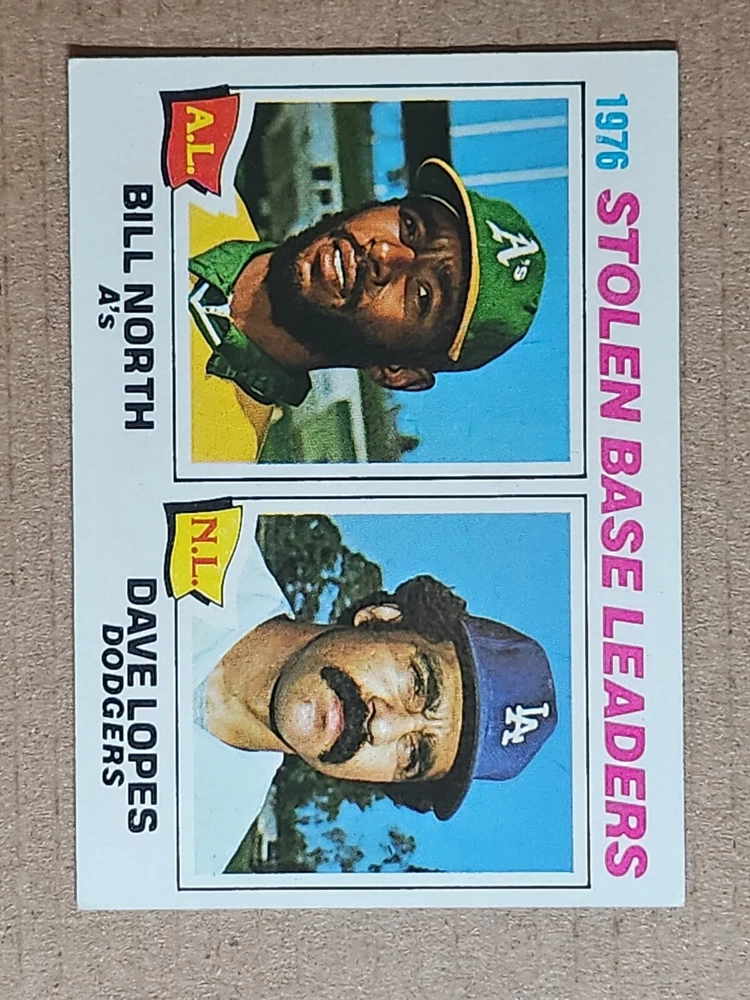 1976 STOLEN BASE LEADERS
A's
LA
A.L.
BILL NORTH
A's
N.L.
DAVE LOPES
DODGERS